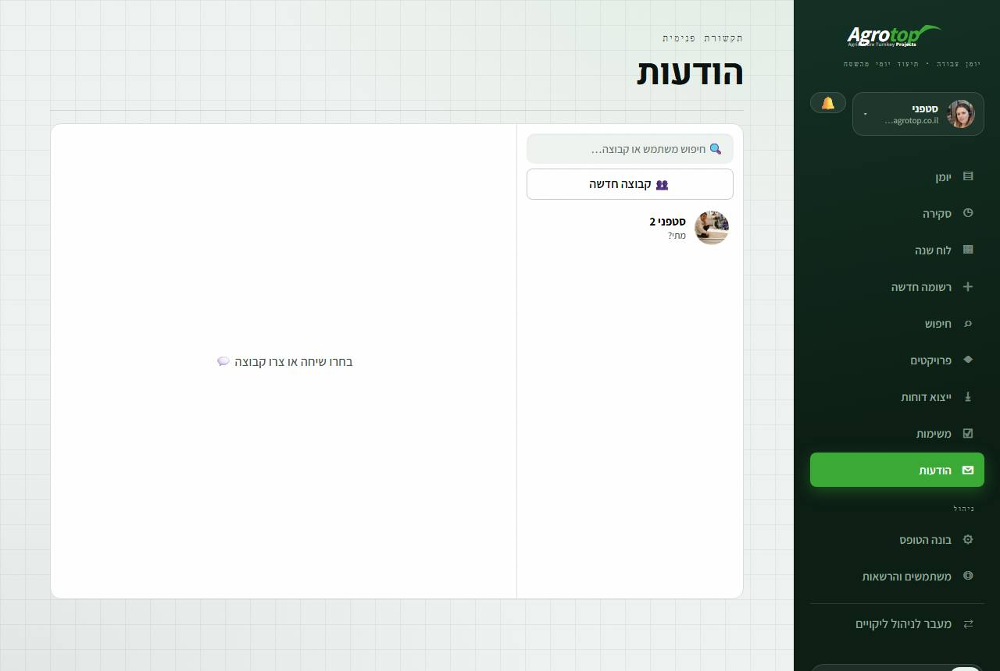 Agrotop
Agriculture Turnkey Projects
יומן עבודה · תיעוד יומי מהשטח
סטפני
agrotop.co.il...
יומן
סקירה
לוח שנה
רשומה חדשה
חיפוש
פרויקטים
ייצוא דוחות
משימות
הודעות
ניהול
בונה הטופס
משתמשים והרשאות
מעבר לניהול ליקויים
תקשורת פנימית
הודעות
חיפוש משתמש או קבוצה...
קבוצה חדשה
סטפני 2
מתי?
בחרו שיחה או צרו קבוצה